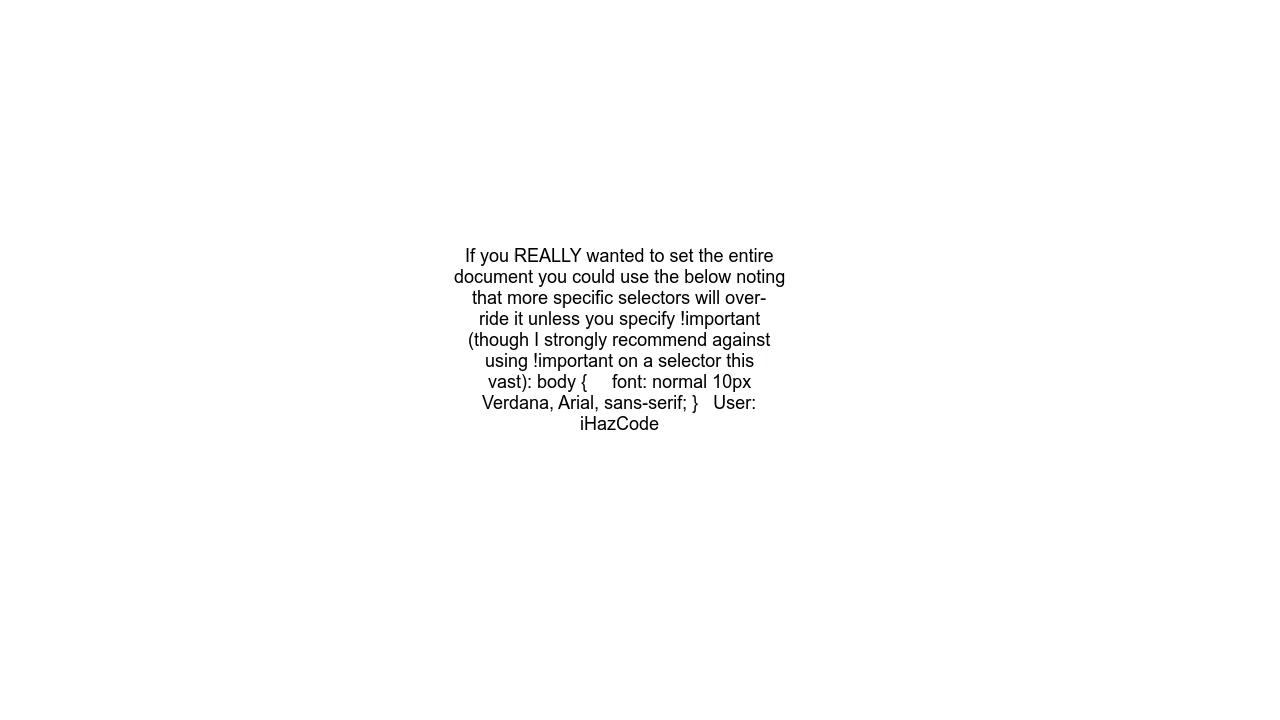 If you REALLY wanted to set the entire
document you could use the below noting
that more specific selectors will over-
ride it unless you specify !important
(though I strongly recommend against
using !important on a selector this
vast): body {     font: normal 10px
Verdana, Arial, sans-serif; }   User:
iHazCode